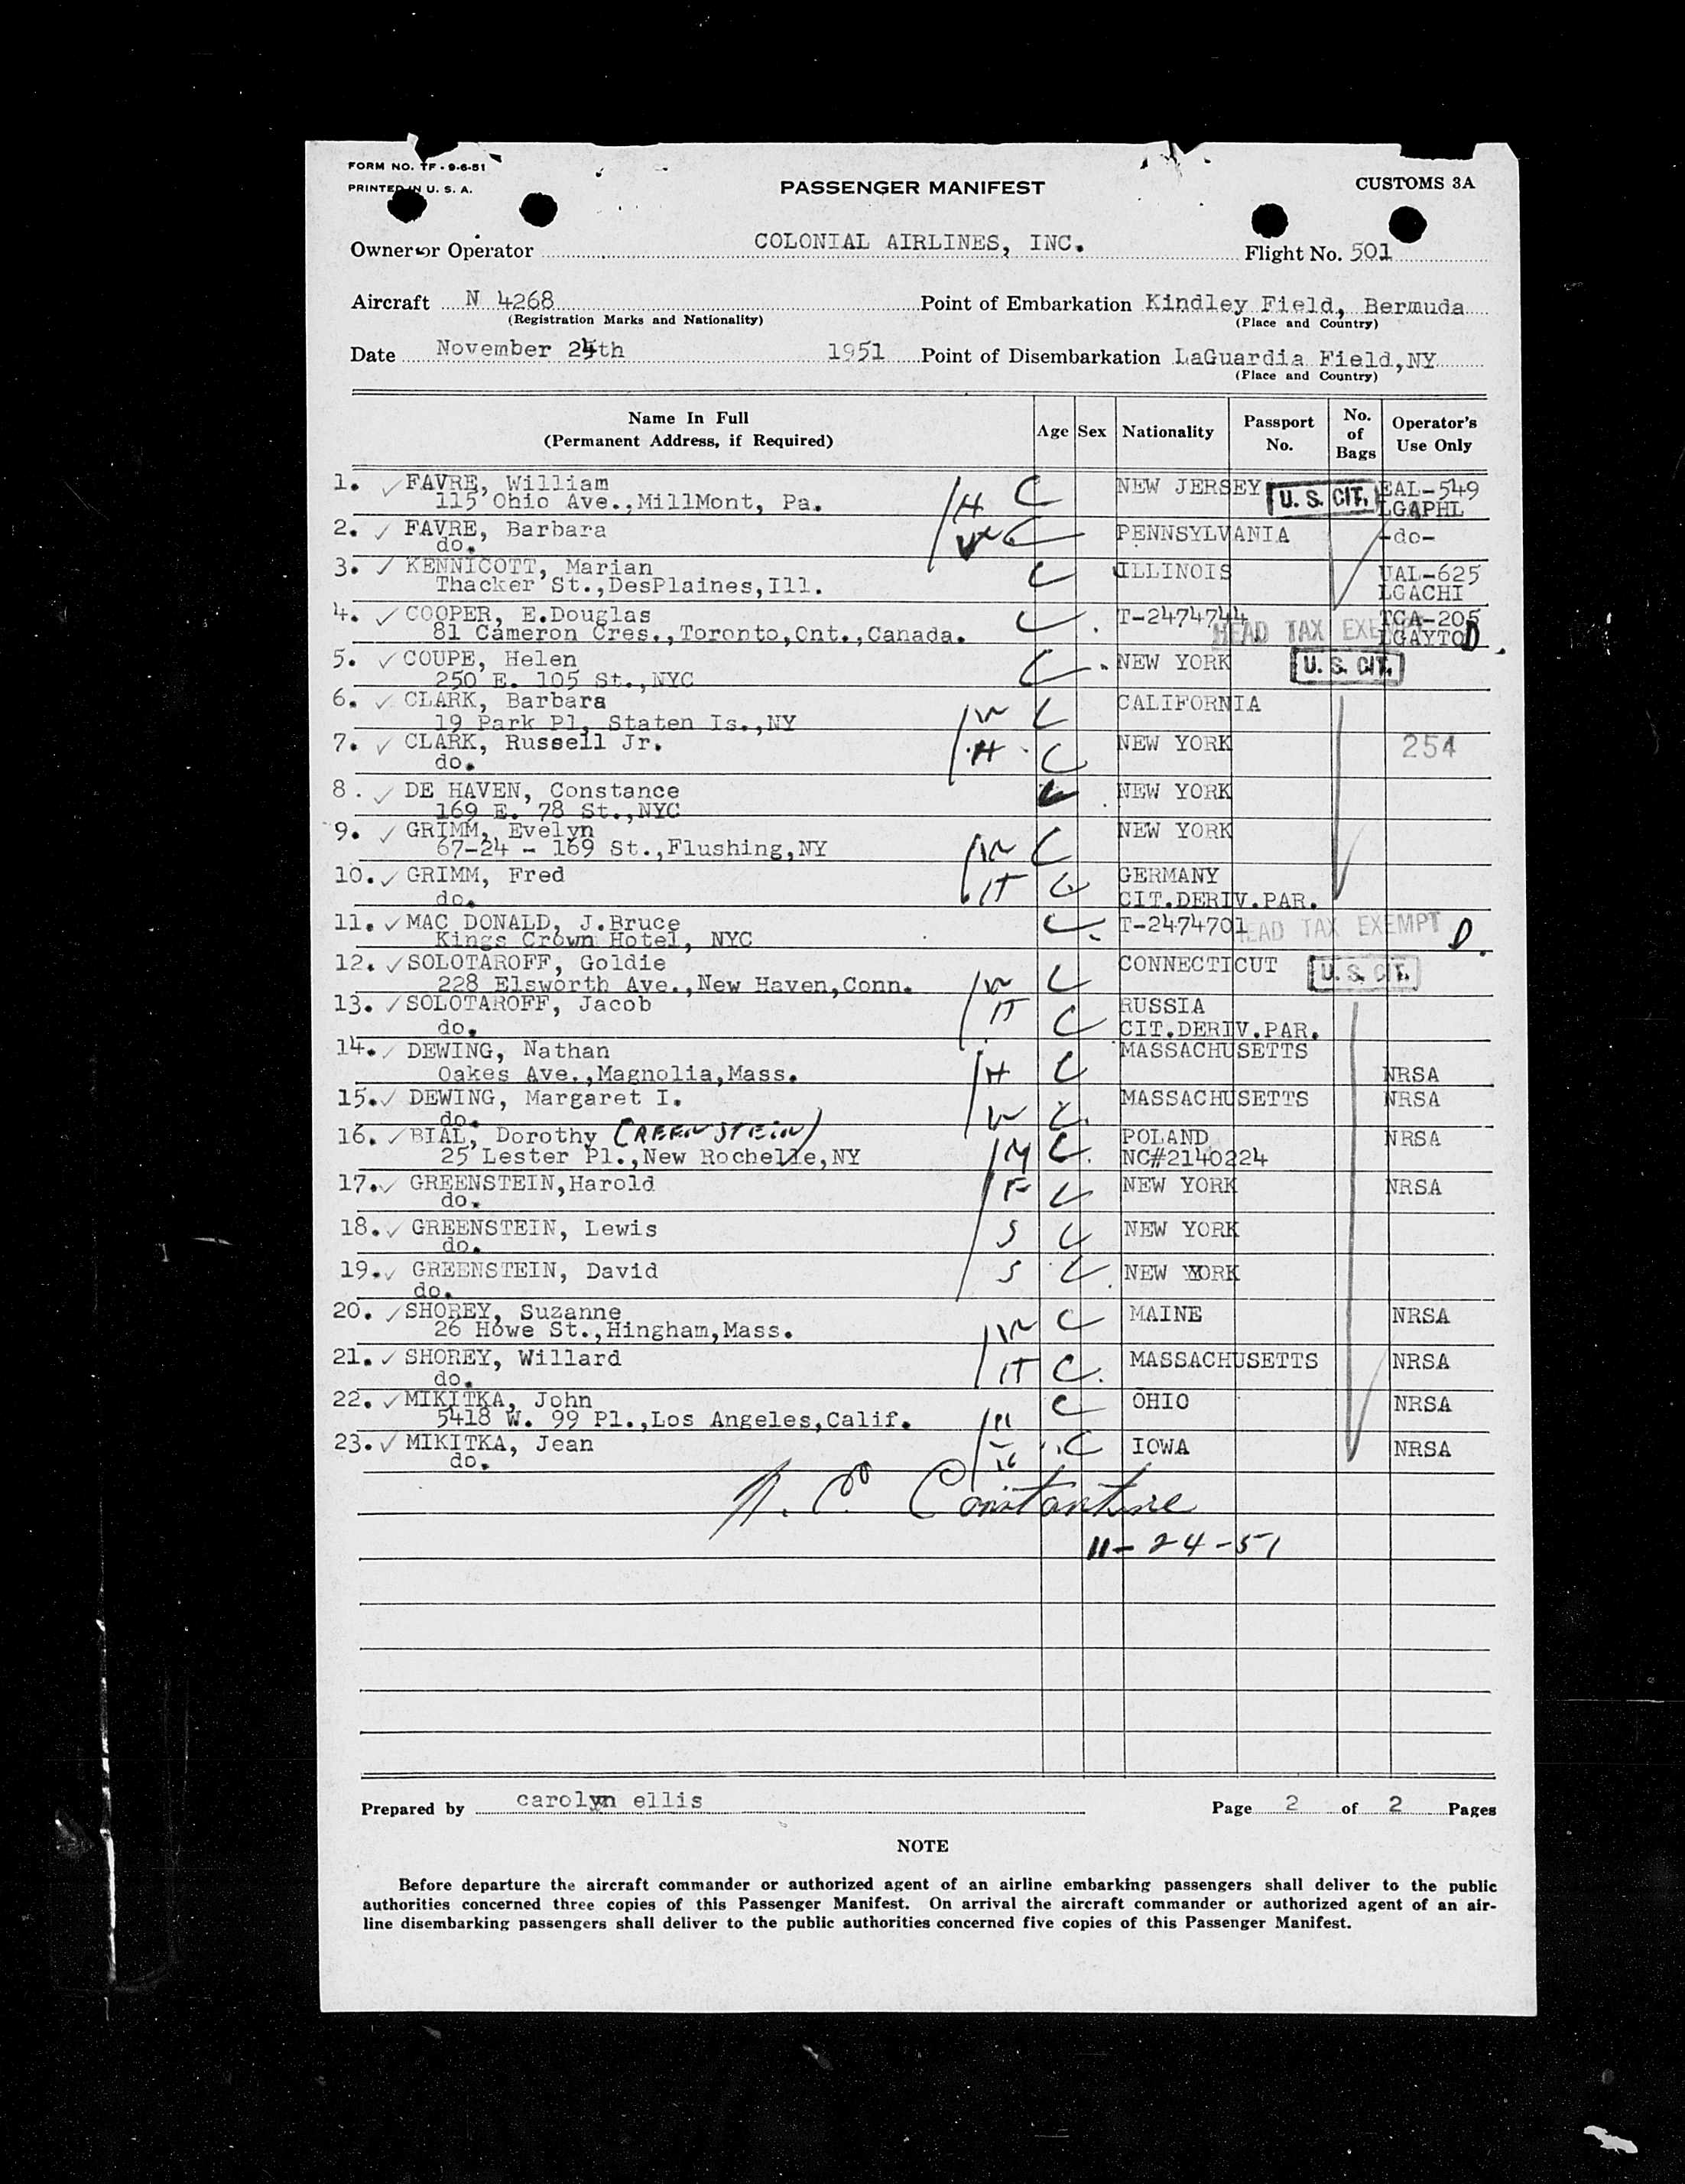 FORM NO. TF - 9-6-51
PRINTED IN U. S. A.
PASSENGER MANIFEST
CUSTOMS 3A
Owner or Operator COLONIAL AIRLINES, INC. Flight No. 501
Aircraft N 4268 Point of Embarkation Kindley Field, Bermuda
(Registration Marks and Nationality) (Place and Country)
Date November 24th 1951 Point of Disembarkation LaGuardia Field,NY
(Place and Country)
Name In Full
(Permanent Address, if Required)
Age Sex Nationality Passport No. No. of Bags Operator's Use Only
1. ✓ FAVRE, William H C NEW JERSEY U. S. CIT. EAL-549
115 Ohio Ave.,MillMont, Pa. LGAPHL
2. ✓ FAVRE, Barbara C PENNSYLVANIA -do-
do.
3. ✓ KENNICOTT, Marian C ILLINOIS UAL-625
Thacker St.,DesPlaines,Ill. LGACHI
4. ✓ COOPER, E.Douglas C T-2474744 TCA-205
81 Cameron Cres.,Toronto,Ont.,Canada. HEAD TAX EXE LGAYTO D
5. ✓ COUPE, Helen C NEW YORK U. S. CIT.
250 E. 105 St.,NYC
6. ✓ CLARK, Barbara W C CALIFORNIA
19 Park Pl, Staten Is.,NY
7. ✓ CLARK, Russell Jr. H C NEW YORK 254
do.
8. ✓ DE HAVEN, Constance C NEW YORK
169 E. 78 St.,NYC
9. ✓ GRIMM, Evelyn W C NEW YORK
67-24 - 169 St.,Flushing,NY
10. ✓ GRIMM, Fred H C GERMANY
do. CIT.DERIV.PAR.
11. ✓ MAC DONALD, J.Bruce C T-2474701 HEAD TAX EXEMPT D
Kings Crown Hotel, NYC
12. ✓ SOLOTAROFF, Goldie W C CONNECTICUT U. S. CIT.
228 Elsworth Ave.,New Haven,Conn.
13. ✓ SOLOTAROFF, Jacob H C RUSSIA
do. CIT.DERIV.PAR.
14. ✓ DEWING, Nathan H C MASSACHUSETTS
Oakes Ave.,Magnolia,Mass. NRSA
15. ✓ DEWING, Margaret I. W C MASSACHUSETTS NRSA
do.
16. ✓ BIAL, Dorothy (GREENSTEIN) M C POLAND NRSA
25 Lester Pl.,New Rochelle,NY NC#2140224
17. ✓ GREENSTEIN,Harold F C NEW YORK NRSA
do.
18. ✓ GREENSTEIN, Lewis S C NEW YORK
do.
19. ✓ GREENSTEIN, David S C NEW YORK
do.
20. ✓ SHOREY, Suzanne W C MAINE NRSA
26 Howe St.,Hingham,Mass.
21. ✓ SHOREY, Willard H C MASSACHUSETTS NRSA
do.
22. ✓ MIKITKA, John C OHIO NRSA
5418 W. 99 Pl.,Los Angeles,Calif.
23. ✓ MIKITKA, Jean C IOWA NRSA
do.
Constantine
11-24-51
Prepared by carolyn ellis Page 2 of 2 Pages
NOTE
Before departure the aircraft commander or authorized agent of an airline embarking passengers shall deliver to the public
authorities concerned three copies of this Passenger Manifest. On arrival the aircraft commander or authorized agent of an air-
line disembarking passengers shall deliver to the public authorities concerned five copies of this Passenger Manifest.